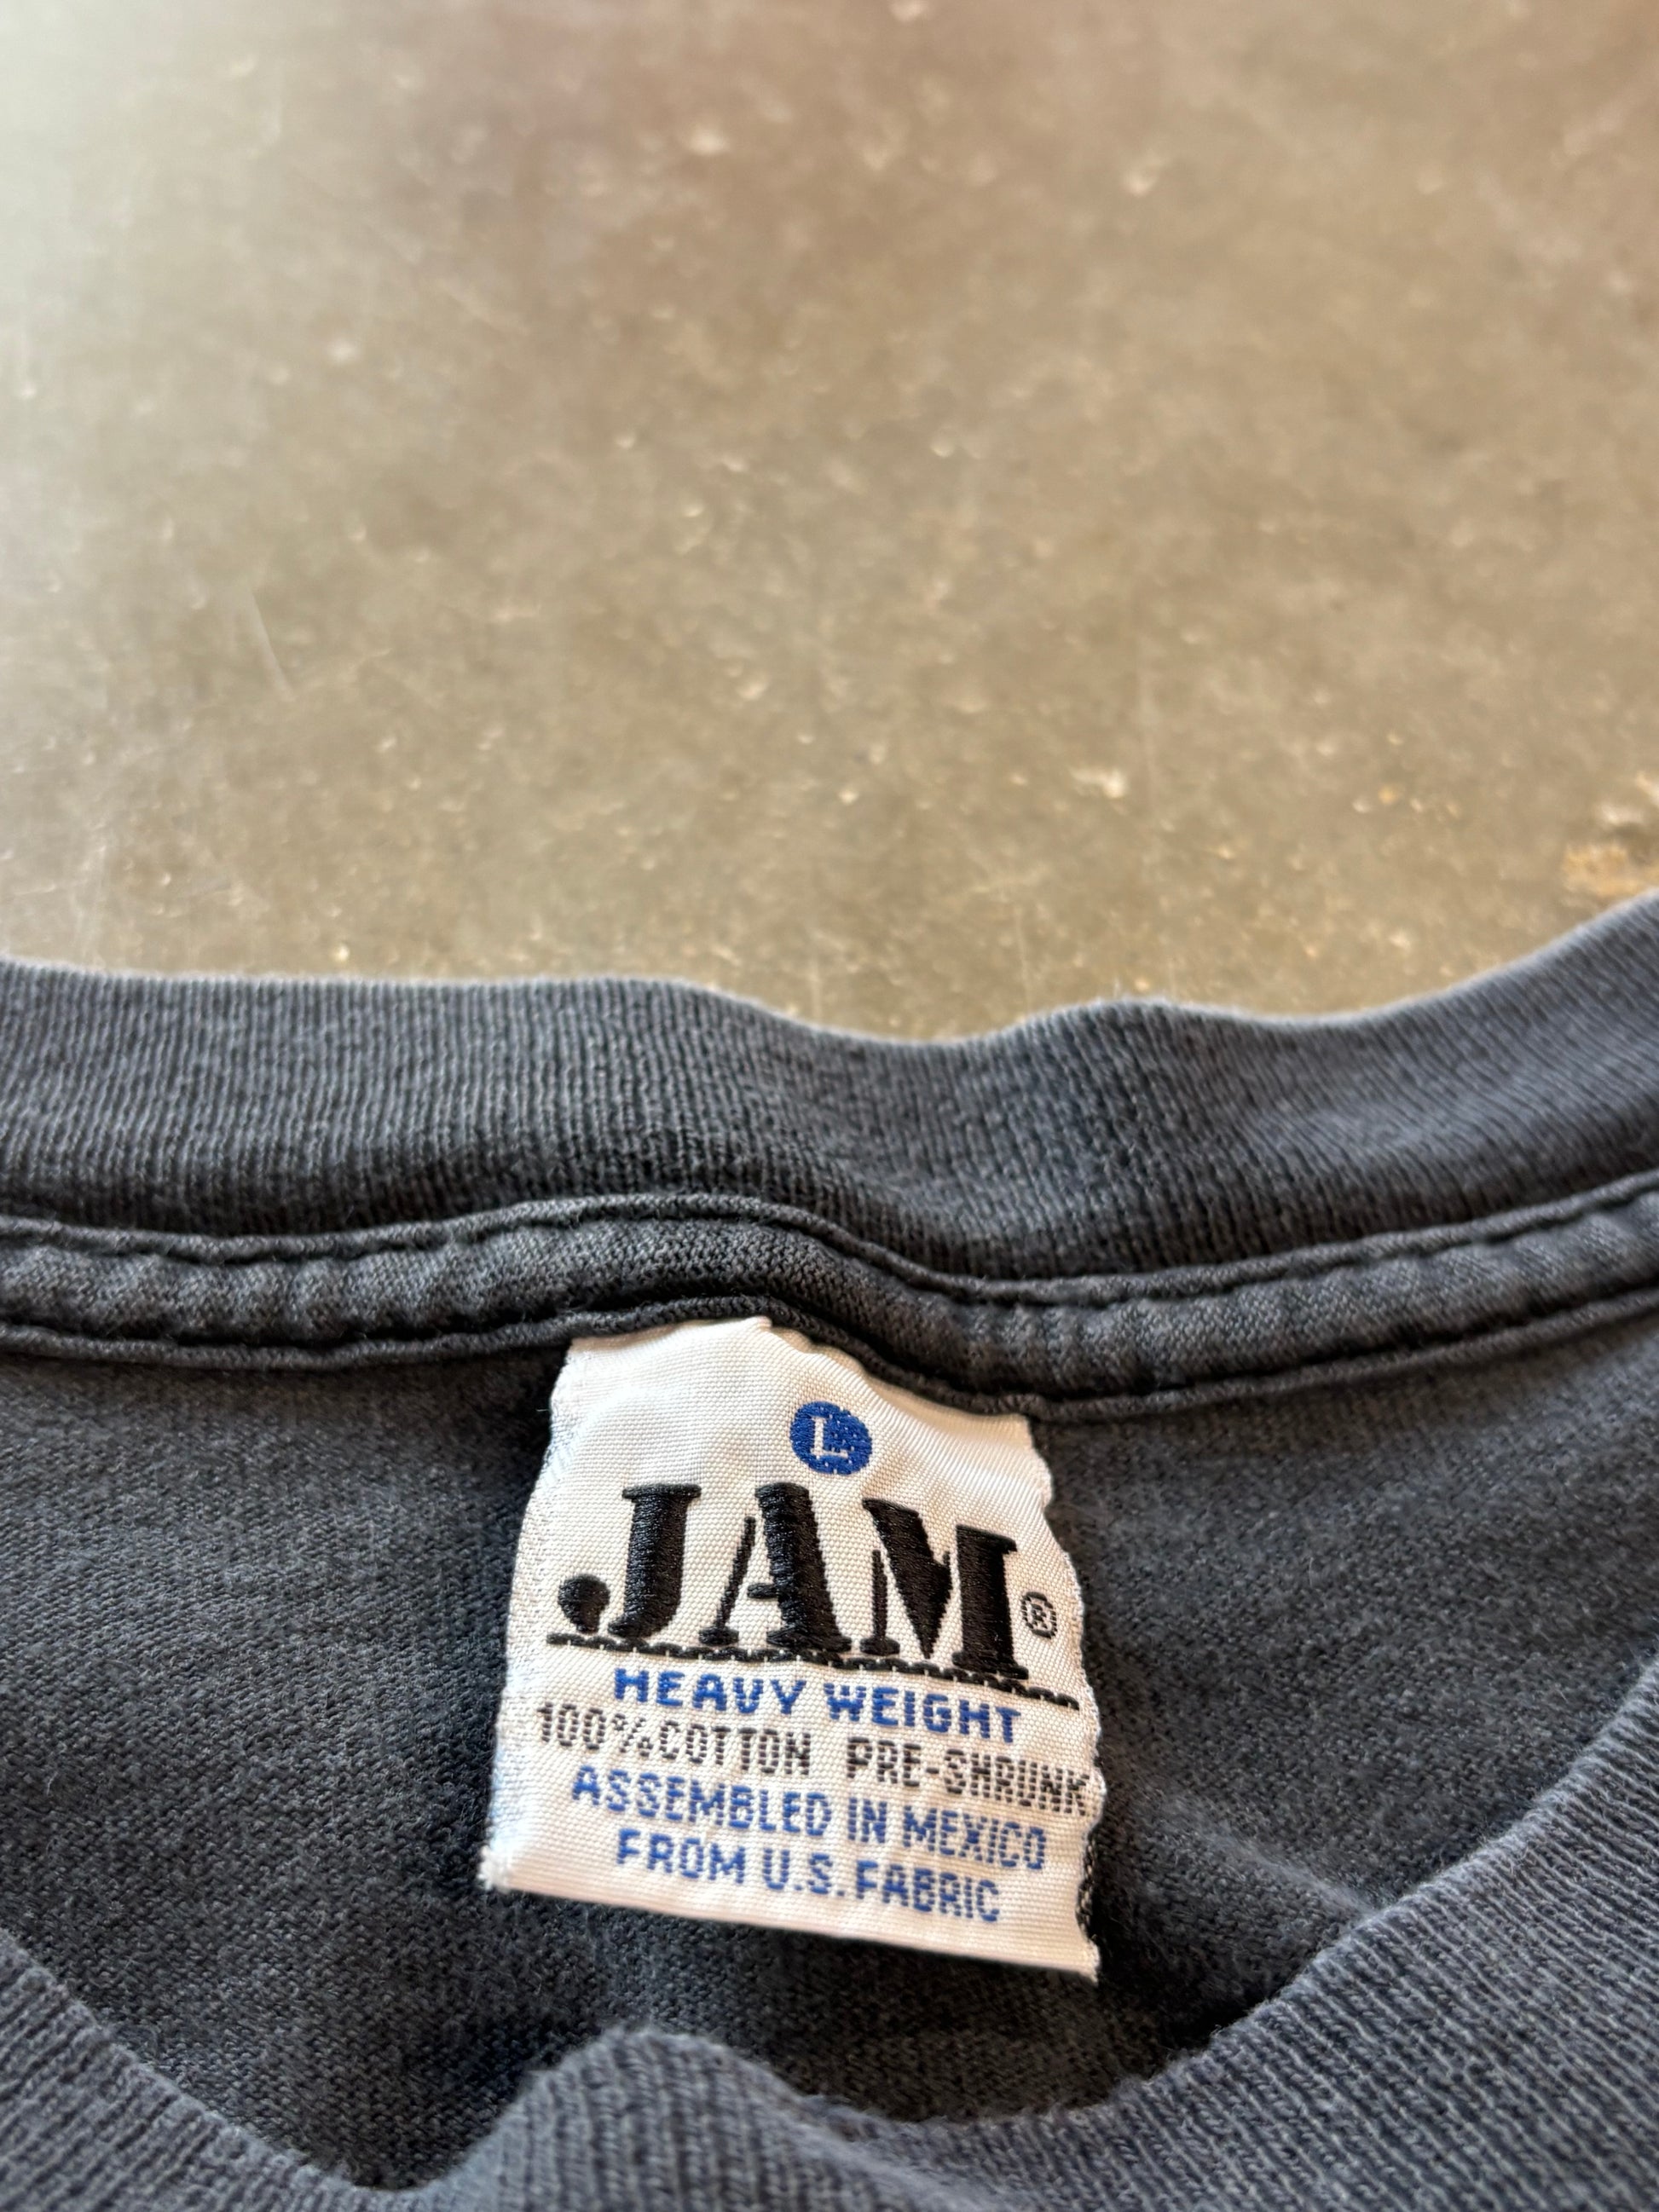 L
JAM®
HEAVY WEIGHT
100%COTTON PRE-SHRUNK
ASSEMBLED IN MEXICO
FROM U.S. FABRIC